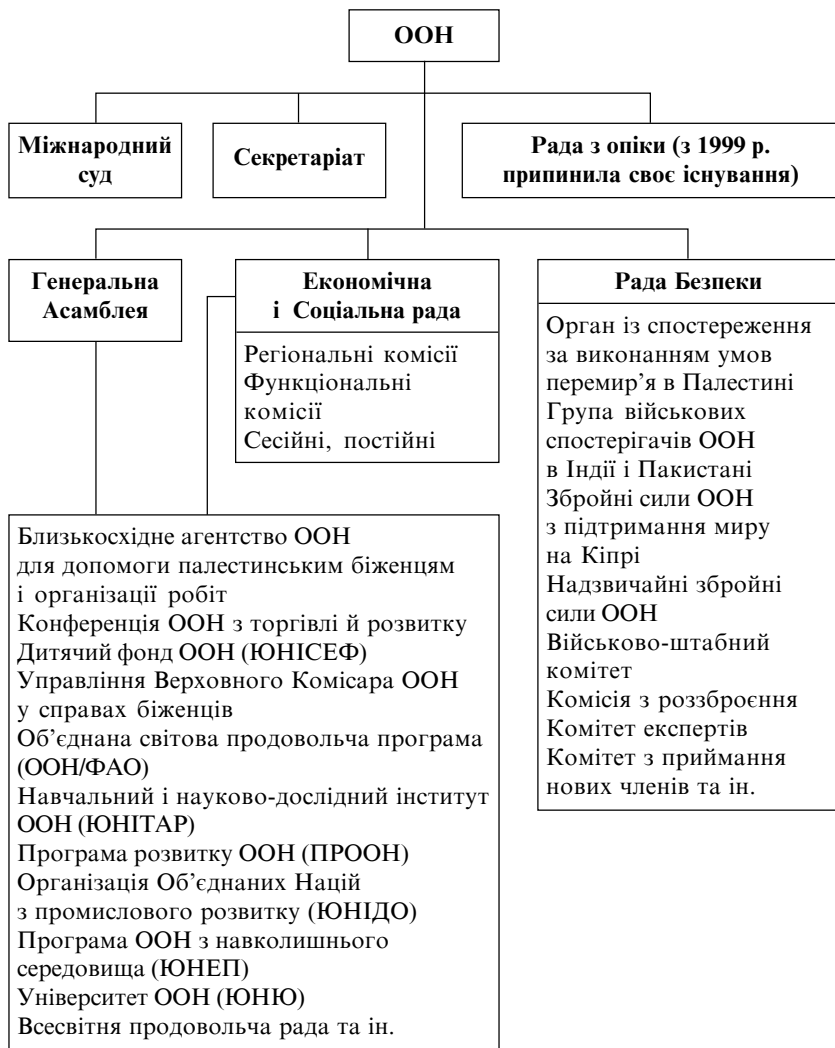 ООН
Міжнародний
суд
Секретаріат
Рада з опіки (з 1999 р.
припинила своє існування)
Генеральна
Асамблея
Економічна
і Соціальна рада
Регіональні комісії
Функціональні
комісії
Сесійні, постійні
Рада Безпеки
Орган із спостереження
за виконанням умов
перемир'я в Палестині
Група військових
спостерігачів ООН
в Індії і Пакистані
Збройні сили ООН
з підтримання миру
на Кіпрі
Надзвичайні збройні
сили ООН
Військово-штабний
комітет
Комісія з роззброєння
Комітет експертів
Комітет з приймання
нових членів та ін.
Близькосхідне агентство ООН
для допомоги палестинським біженцям
і організації робіт
Конференція ООН з торгівлі й розвитку
Дитячий фонд ООН (ЮНІСЕФ)
Управління Верховного Комісара ООН
у справах біженців
Об’єднана світова продовольча програма
(ООН/ФАО)
Навчальний і науково-дослідний інститут
ООН (ЮНІТАР)
Програма розвитку ООН (ПРООН)
Організація Об’єднаних Націй
з промислового розвитку (ЮНІДО)
Програма ООН з навколишнього
середовища (ЮНЕП)
Університет ООН (ЮНЮ)
Всесвітня продовольча рада та ін.